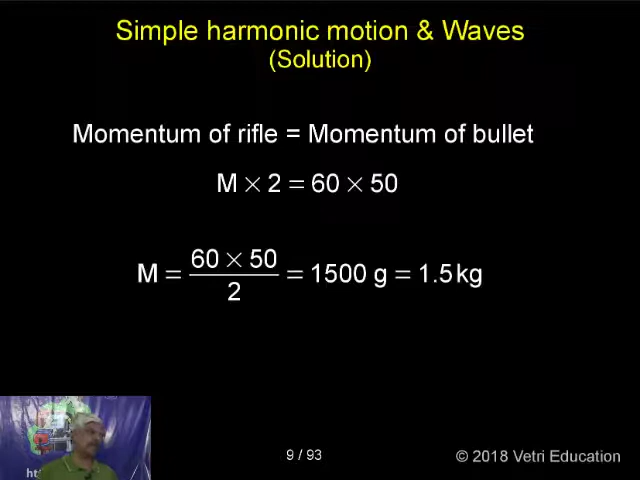 Simple harmonic motion & Waves
(Solution)
Momentum of rifle = Momentum of bullet
M × 2 = 60 × 50
M = 60 × 50 / 2 = 1500 g = 1.5 kg
9 / 93
© 2018 Vetri Education